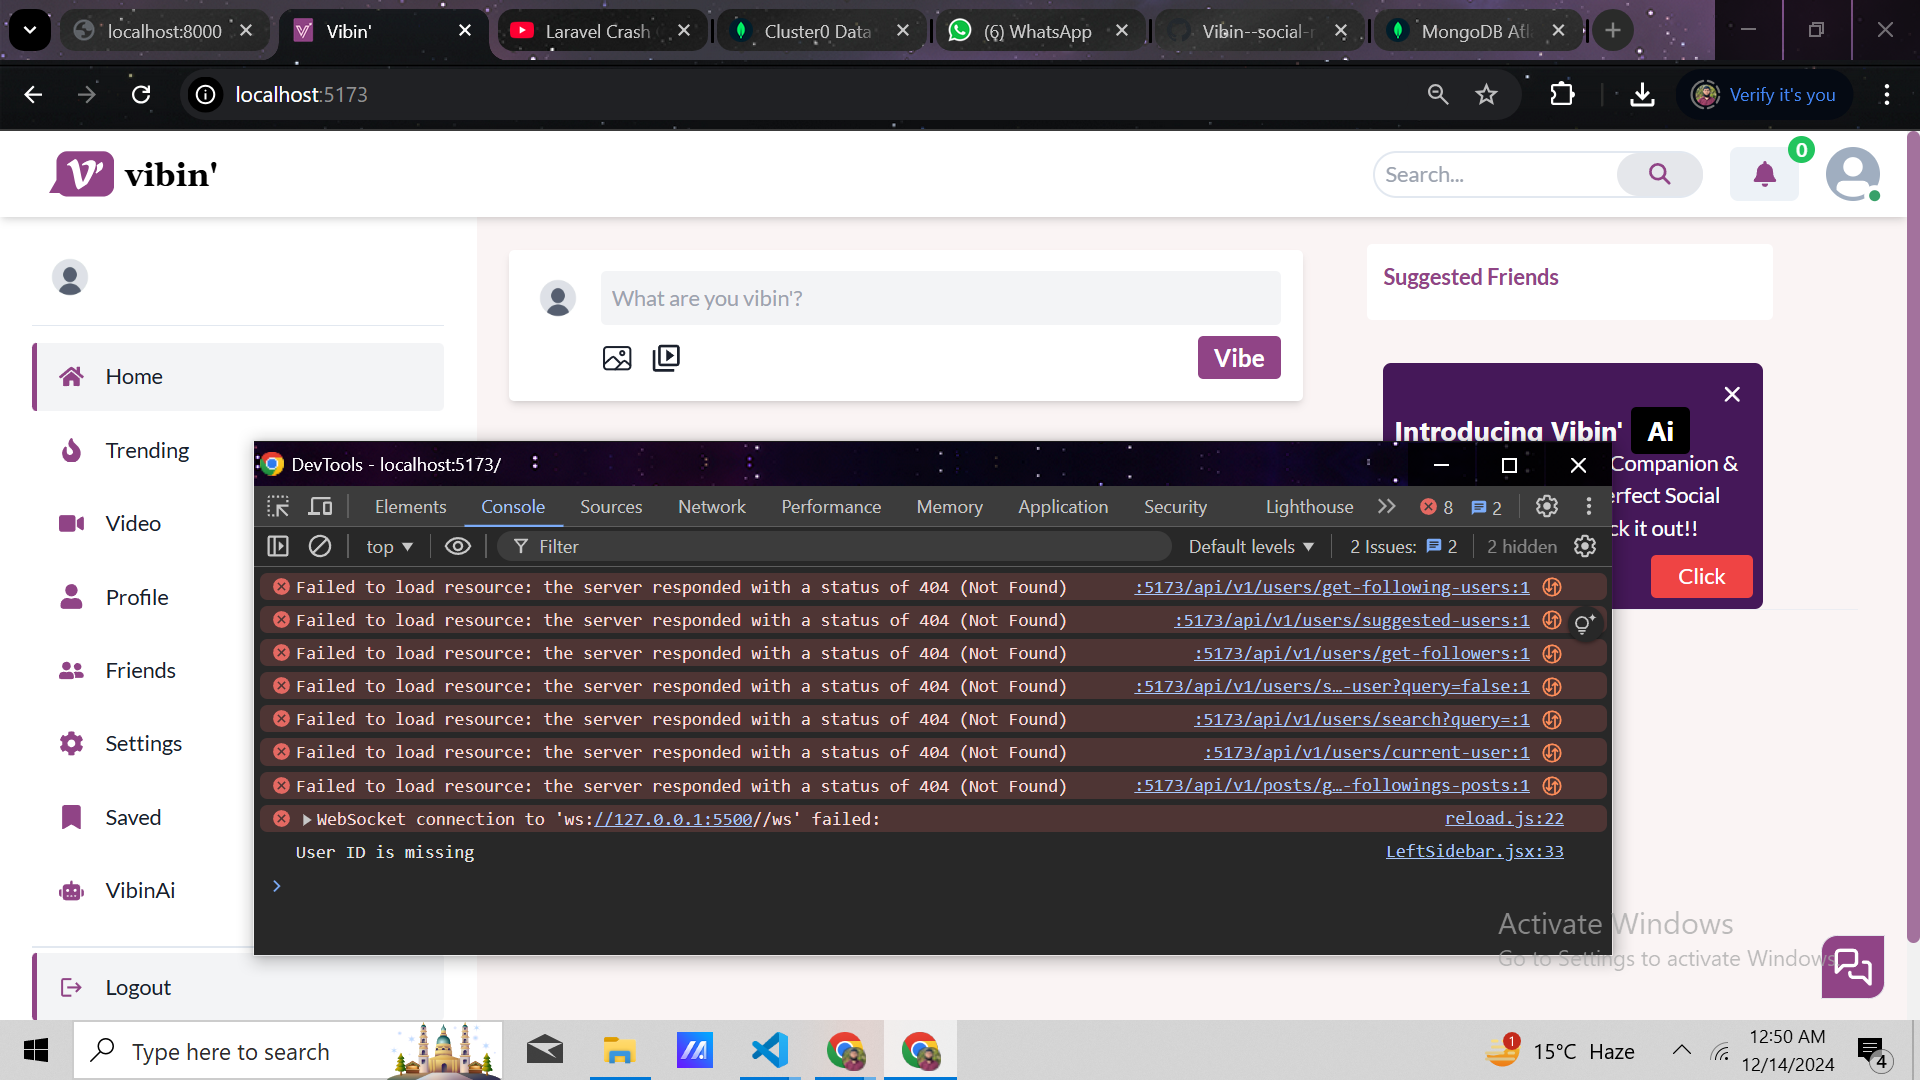 localhost:8000
Vibin'
Laravel Crash
Cluster0 Data
(6) WhatsApp
Vibin--social-
MongoDB Atl
localhost:5173
Verify it's you
vibin'
Search...
0
Suggested Friends
What are you vibin'?
Vibe
Home
Trending
Video
Profile
Friends
Settings
Saved
VibinAi
Logout
Introducing Vibin' Ai
Companion &
erfect Social
ck it out!!
Click
DevTools - localhost:5173/
Elements
Console
Sources
Network
Performance
Memory
Application
Security
Lighthouse
8
2
top
Filter
Default levels
2 Issues: 2
2 hidden
Failed to load resource: the server responded with a status of 404 (Not Found) :5173/api/v1/users/get-following-users:1
Failed to load resource: the server responded with a status of 404 (Not Found) :5173/api/v1/users/suggested-users:1
Failed to load resource: the server responded with a status of 404 (Not Found) :5173/api/v1/users/get-followers:1
Failed to load resource: the server responded with a status of 404 (Not Found) :5173/api/v1/users/s…-user?query=false:1
Failed to load resource: the server responded with a status of 404 (Not Found) :5173/api/v1/users/search?query=:1
Failed to load resource: the server responded with a status of 404 (Not Found) :5173/api/v1/users/current-user:1
Failed to load resource: the server responded with a status of 404 (Not Found) :5173/api/v1/posts/g…-followings-posts:1
WebSocket connection to 'ws://127.0.0.1:5500//ws' failed: reload.js:22
User ID is missing LeftSidebar.jsx:33
Activate Windows
Go to Settings to activate Windows
Type here to search
1
15°C Haze
12:50 AM
12/14/2024
4